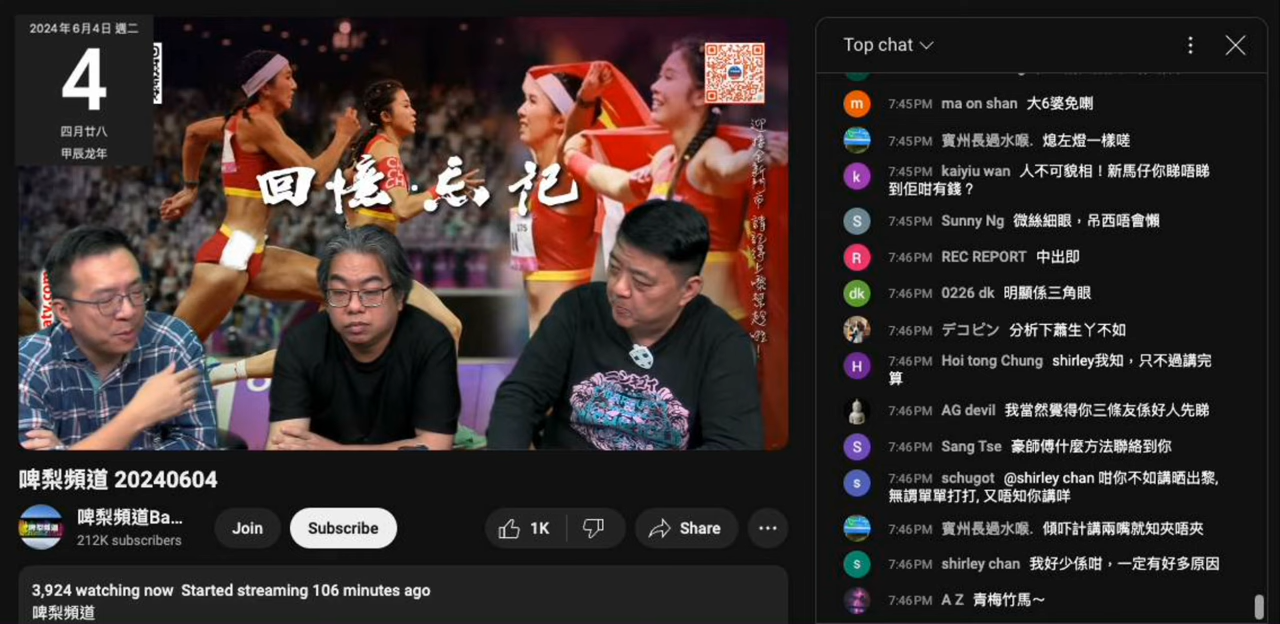 2024年6月4日 週二
4
四月廿八
甲辰龙年
回憶·忘記
aty.com
啤梨頻道 20240604
啤梨頻道Ba...
212K subscribers
Join
Subscribe
1K
Share
3,924 watching now Started streaming 106 minutes ago
啤梨頻道
Top chat
m 7:45PM ma on shan 大6婆免喇
7:45PM 賓州長過水喉. 熄左燈一樣嗟
k 7:45PM kaiyiu wan 人不可貌相！新馬仔你睇唔睇
到佢咁有錢？
S 7:45PM Sunny Ng 微絲細眼，吊西唔會懶
R 7:46PM REC REPORT 中出即
dk 7:46PM 0226 dk 明顯係三角眼
7:46PM デコピン 分析下蕭生丫不如
H 7:46PM Hoi tong Chung shirley我知，只不過講完
算
7:46PM AG devil 我當然覺得你三條友係好人先睇
S 7:46PM Sang Tse 豪師傅什麼方法聯絡到你
s 7:46PM schugot @shirley chan 咁你不如講晒出黎,
無謂單單打打, 又唔知你講咩
7:46PM 賓州長過水喉. 傾吓計講兩嘴就知夾唔夾
s 7:46PM shirley chan 我好少係咁，一定有好多原因
7:46PM A Z 青梅竹馬～